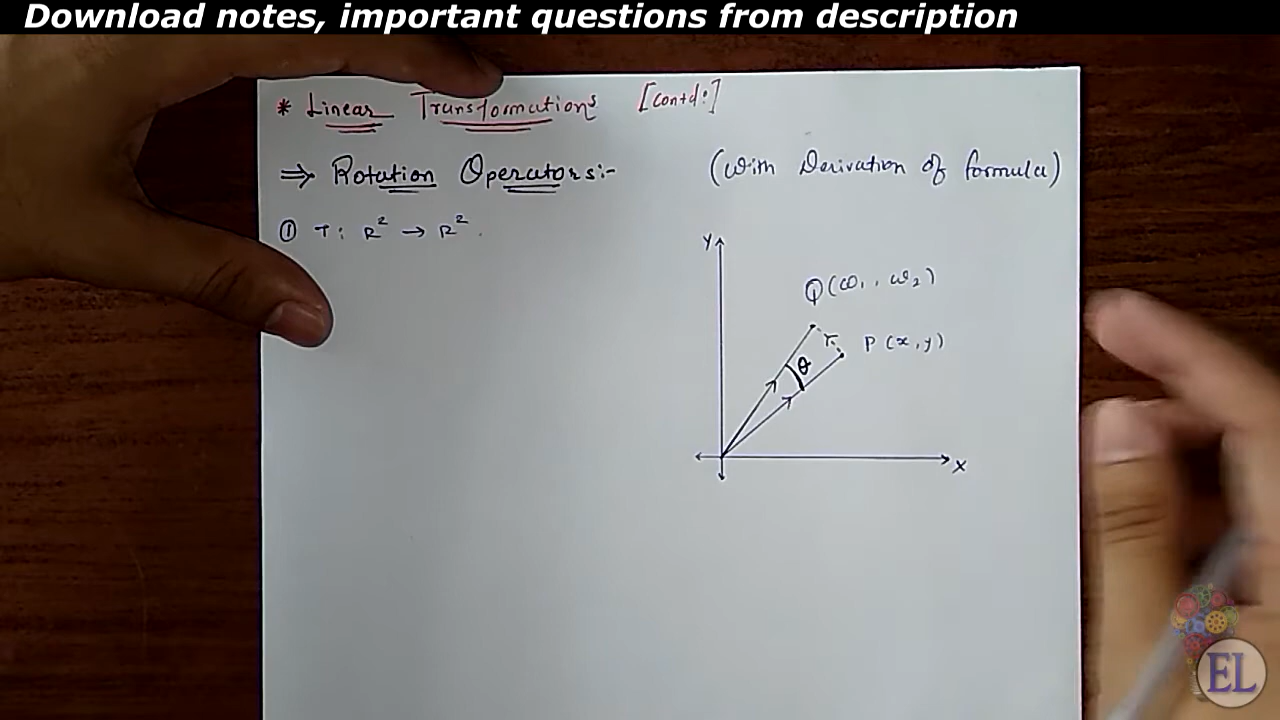 Download notes, important questions from description
* Linear Transformations [contd:]
⇒ Rotation Operators:- (With Derivation of formula)
① T: R² → R².
Y
Q(ω₁, ω₂)
P(x, y)
θ
X
EL